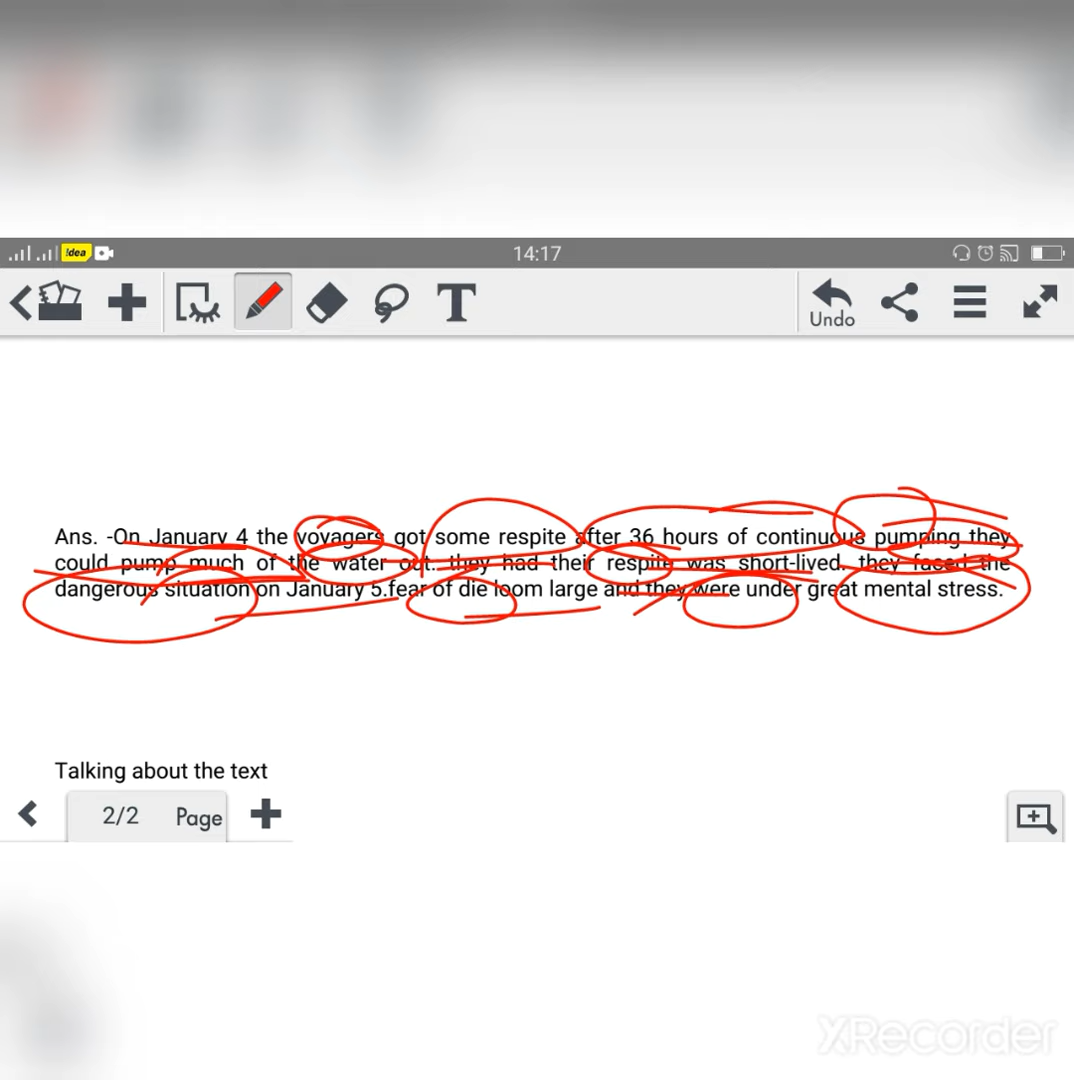 !dea
14:17
T
Undo
Ans. -On January 4 the voyagers got some respite after 36 hours of continuous pumping they
could pump much of the water out. they had their respite was short-lived. they faced the
dangerous situation on January 5.fear of die loom large and they were under great mental stress.
Talking about the text
2/2 Page
XRecorder